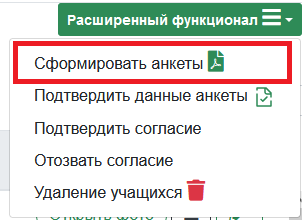 Расширенный функционал
Сформировать анкеты
Подтвердить данные анкеты
Подтвердить согласие
Отозвать согласие
Удаление учащихся